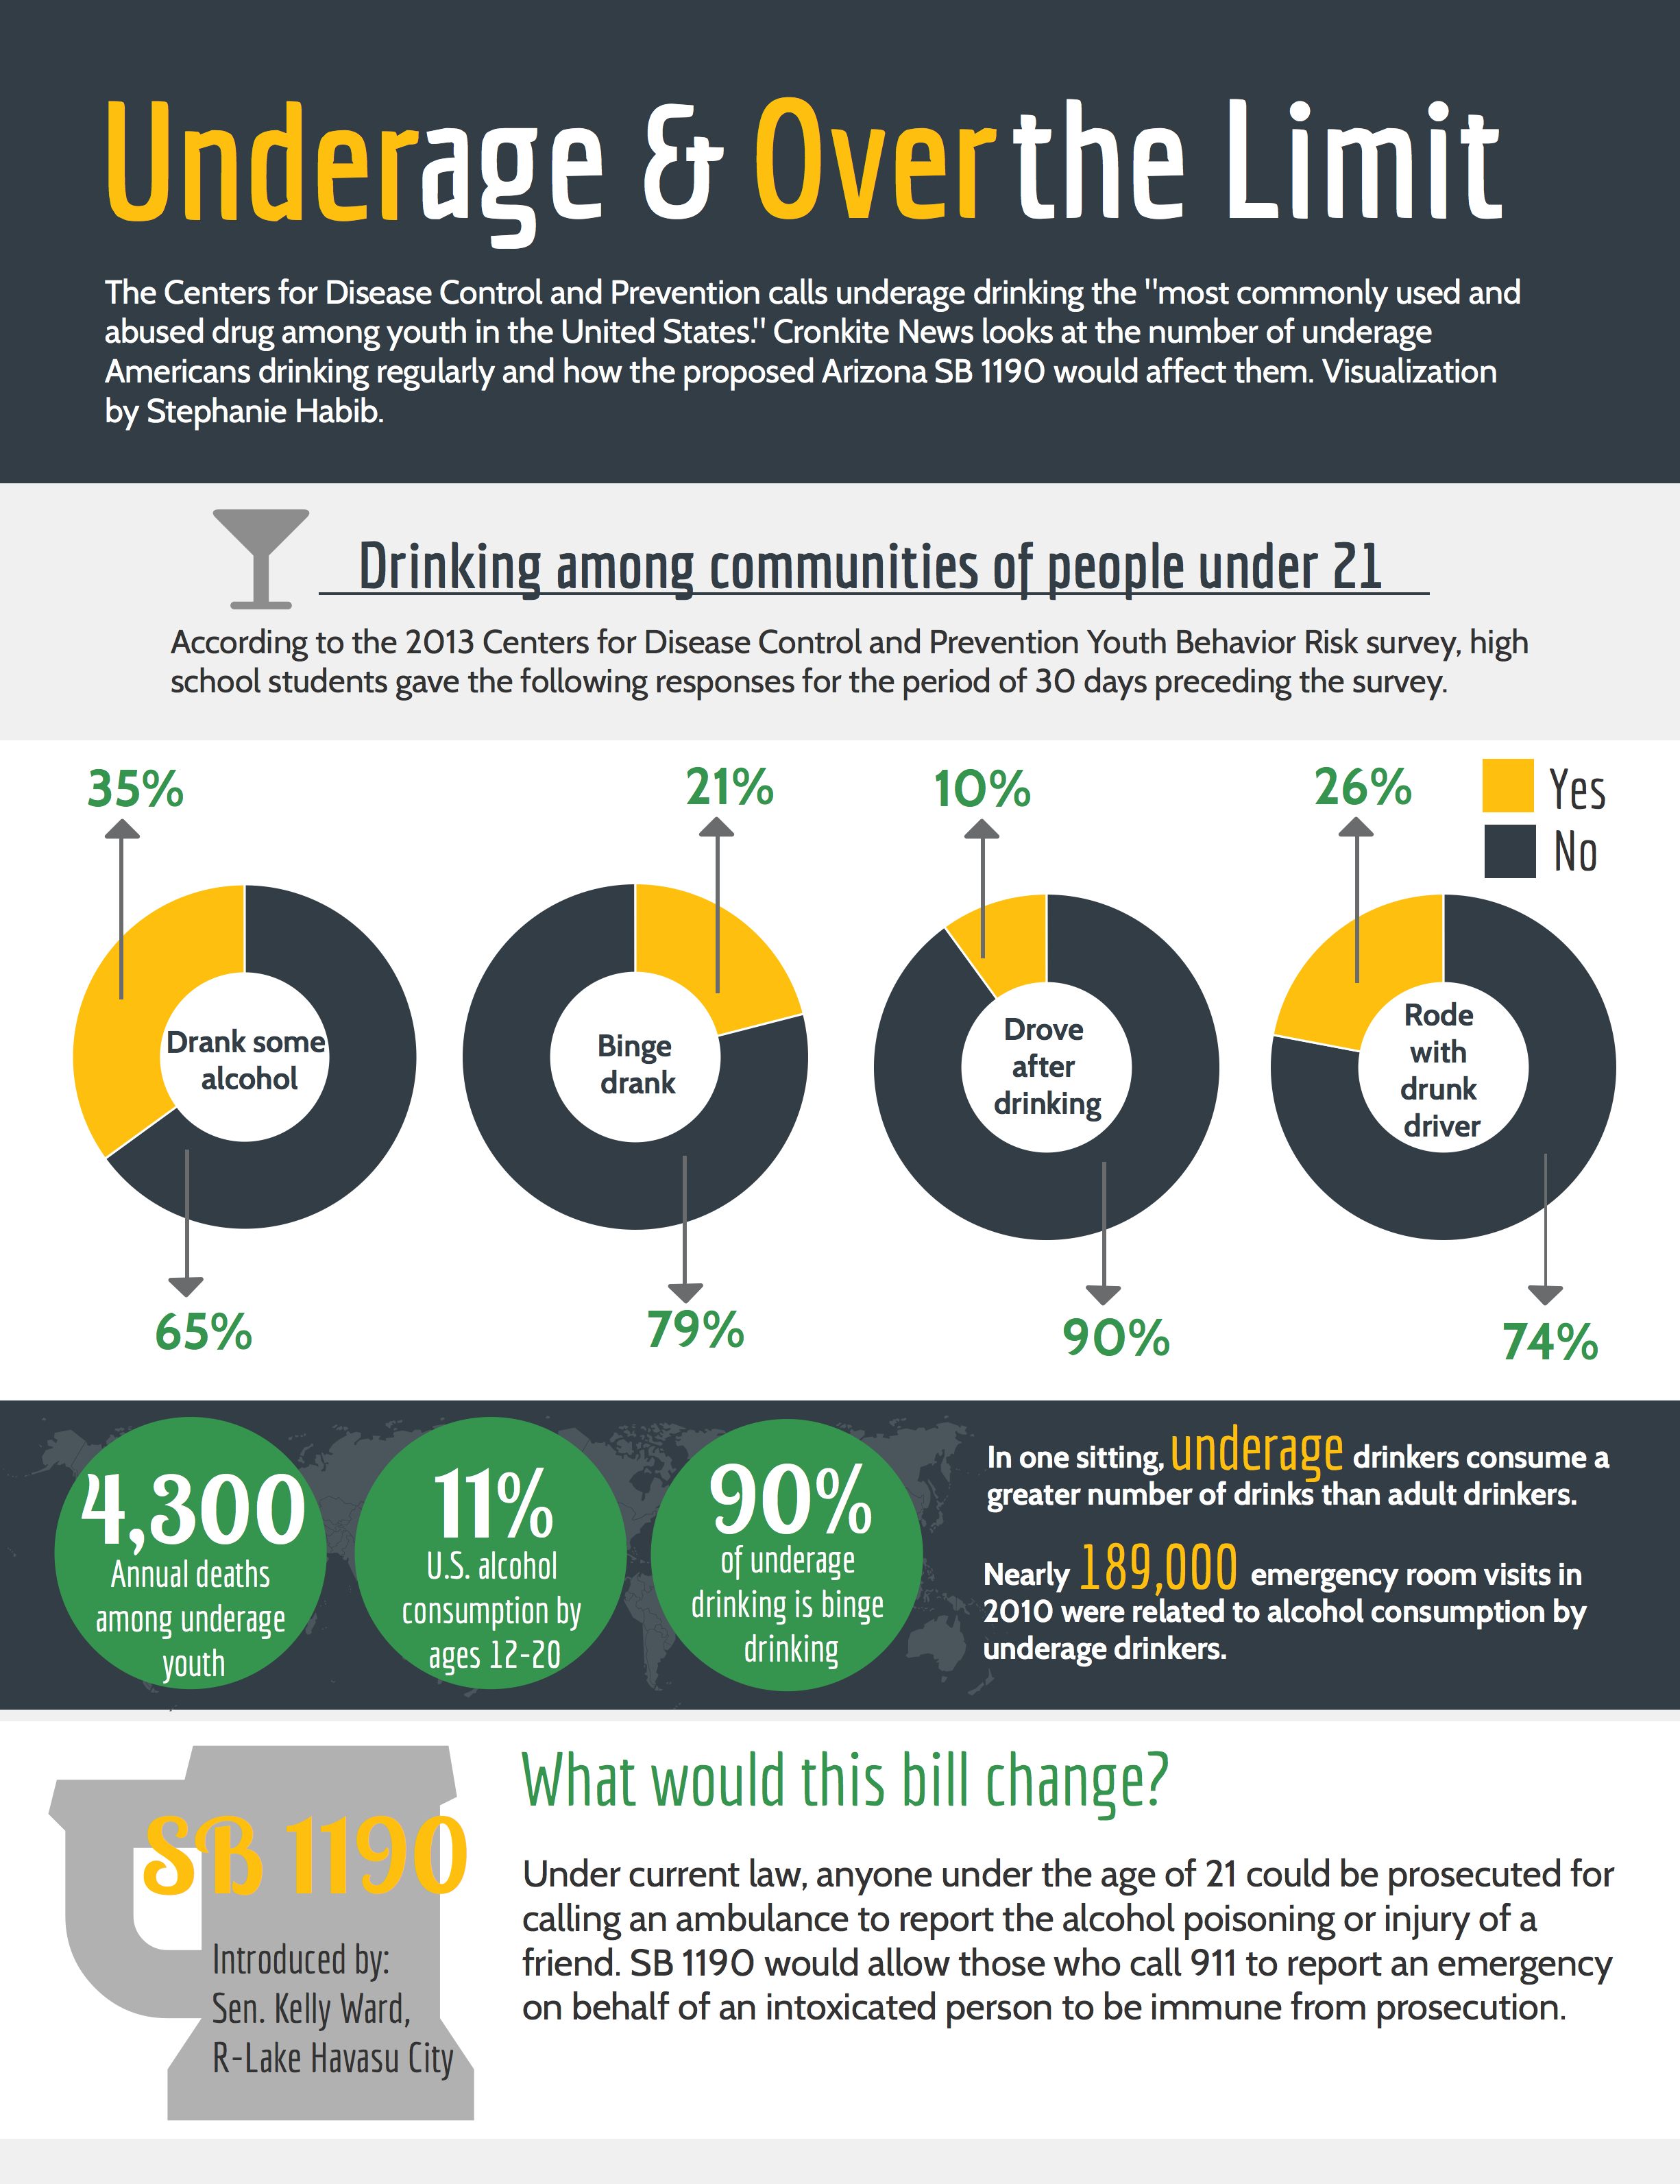 Underage & Over the Limit
The Centers for Disease Control and Prevention calls underage drinking the "most commonly used and
abused drug among youth in the United States." Cronkite News looks at the number of underage
Americans drinking regularly and how the proposed Arizona SB 1190 would affect them. Visualization
by Stephanie Habib.
Drinking among communities of people under 21
According to the 2013 Centers for Disease Control and Prevention Youth Behavior Risk survey, high
school students gave the following responses for the period of 30 days preceding the survey.
35%
21%
10%
26%
Yes
No
Drank some
alcohol
Binge
drank
Drove
after
drinking
Rode
with
drunk
driver
65%
79%
90%
74%
4,300
Annual deaths
among underage
youth
11%
U.S. alcohol
consumption by
ages 12-20
90%
of underage
drinking is binge
drinking
In one sitting, underage drinkers consume a
greater number of drinks than adult drinkers.
Nearly 189,000 emergency room visits in
2010 were related to alcohol consumption by
underage drinkers.
SB 1190
Introduced by:
Sen. Kelly Ward,
R-Lake Havasu City
What would this bill change?
Under current law, anyone under the age of 21 could be prosecuted for
calling an ambulance to report the alcohol poisoning or injury of a
friend. SB 1190 would allow those who call 911 to report an emergency
on behalf of an intoxicated person to be immune from prosecution.